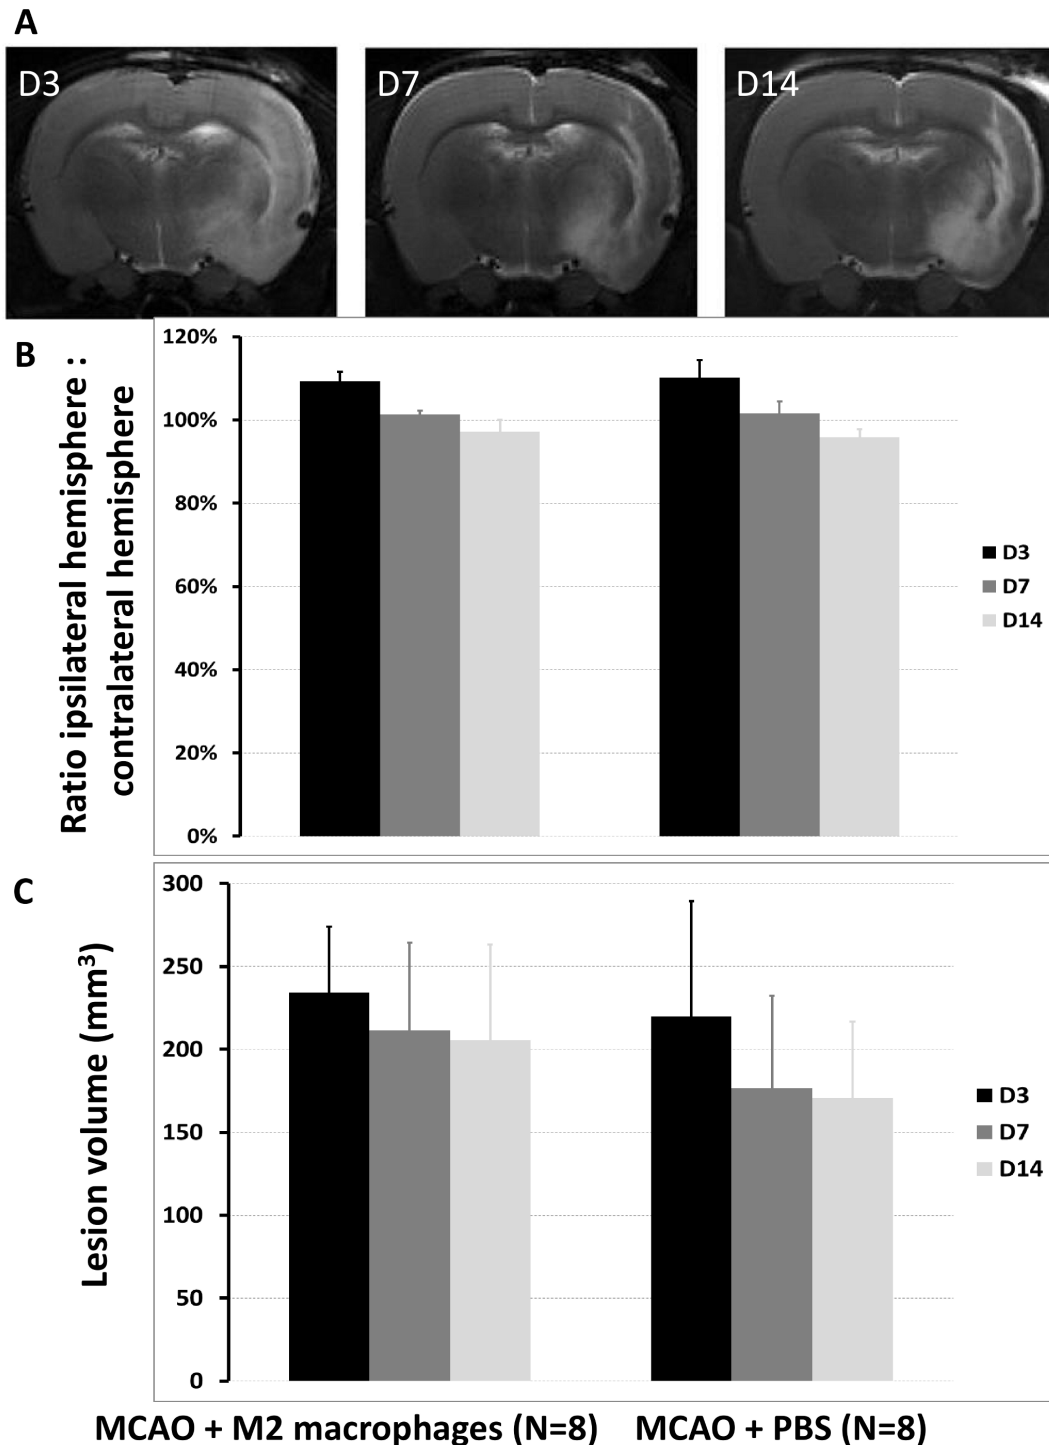 A
D3
D7
D14
B
Ratio ipsilateral hemisphere :
contralateral hemisphere
120%
100%
80%
60%
40%
20%
0%
D3
D7
D14
C
Lesion volume (mm³)
300
250
200
150
100
50
0
D3
D7
D14
MCAO + M2 macrophages (N=8)
MCAO + PBS (N=8)